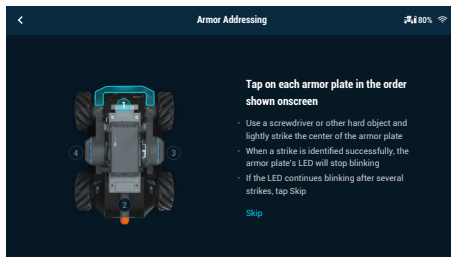 Armor Addressing
80%
1
4
3
2
Tap on each armor plate in the order
shown onscreen
· Use a screwdriver or other hard object and
lightly strike the center of the armor plate
· When a strike is identified successfully, the
armor plate's LED will stop blinking
· If the LED continues blinking after several
strikes, tap Skip
Skip